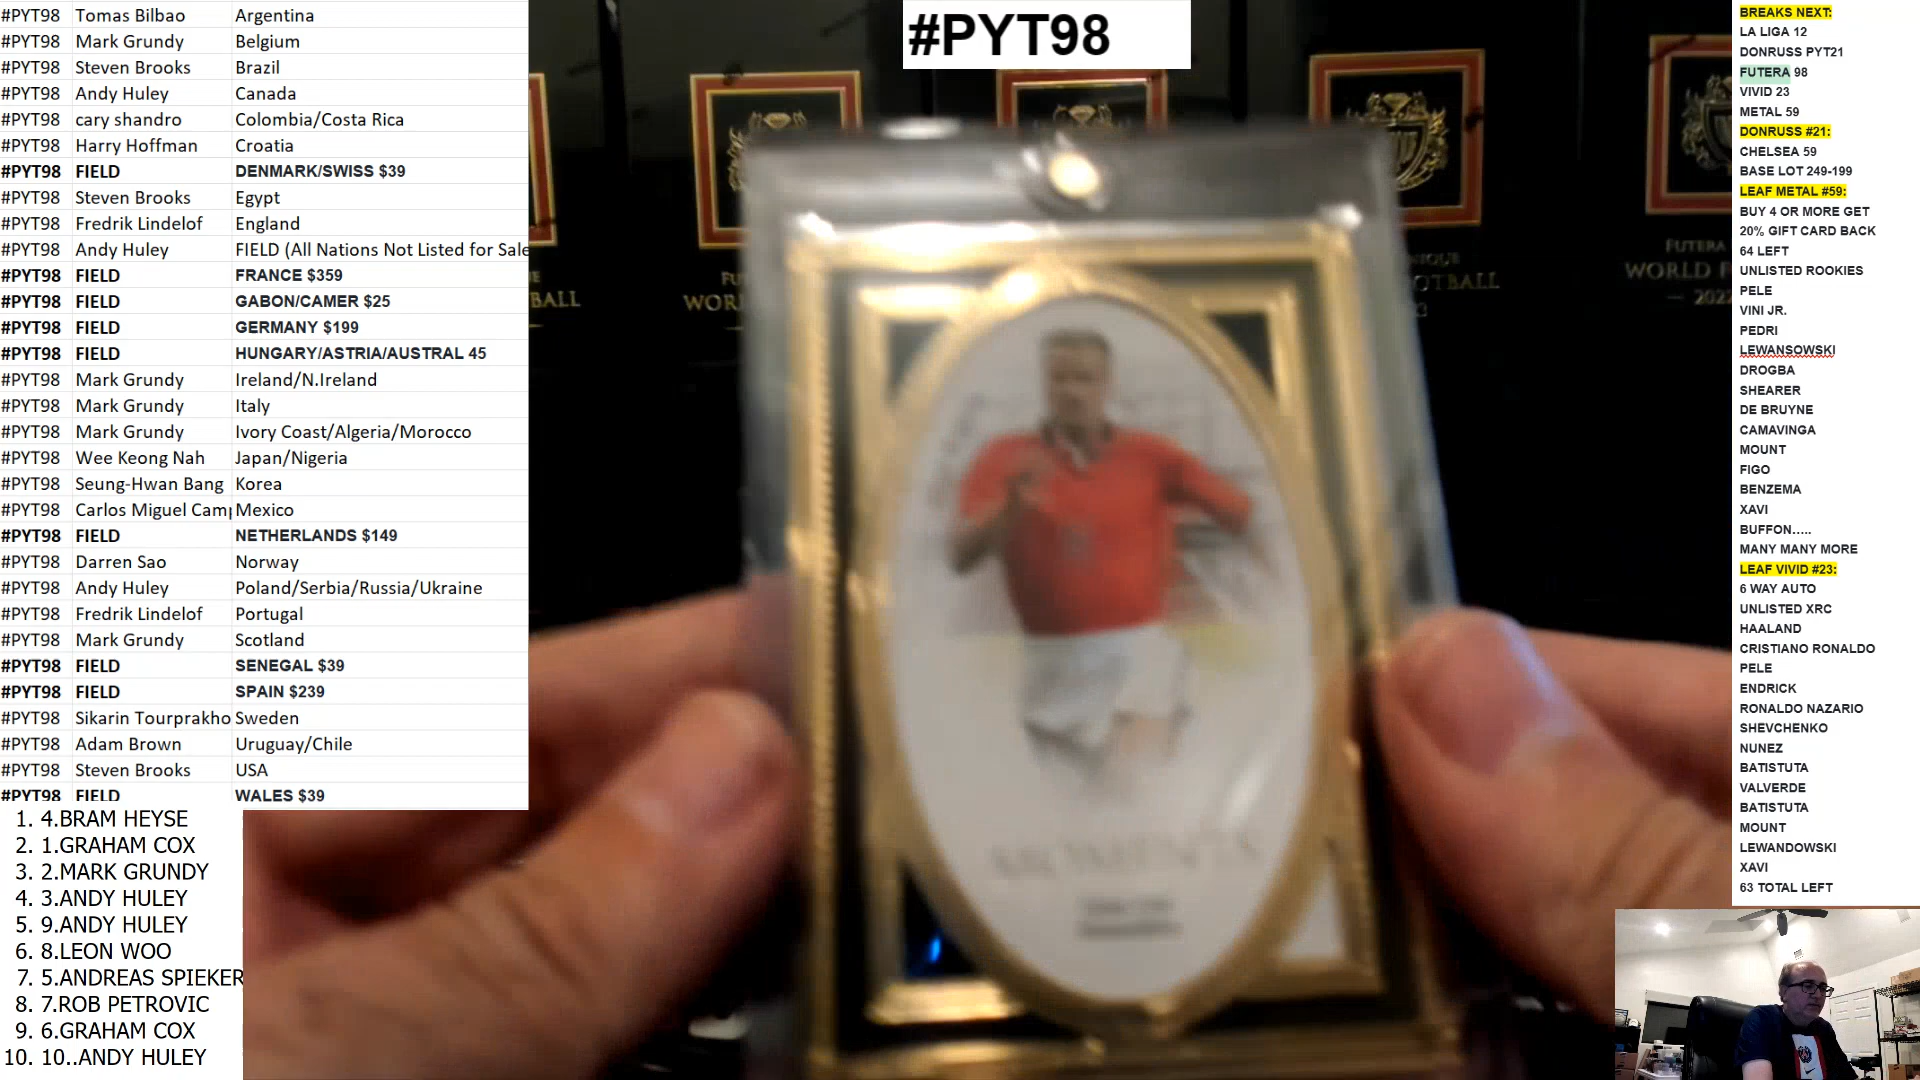 #PYT98
#PYT98 Tomas Bilbao Argentina
#PYT98 Mark Grundy Belgium
#PYT98 Steven Brooks Brazil
#PYT98 Andy Huley Canada
#PYT98 cary shandro Colombia/Costa Rica
#PYT98 Harry Hoffman Croatia
#PYT98 FIELD DENMARK/SWISS $39
#PYT98 Steven Brooks Egypt
#PYT98 Fredrik Lindelof England
#PYT98 Andy Huley FIELD (All Nations Not Listed for Sale
#PYT98 FIELD FRANCE $359
#PYT98 FIELD GABON/CAMER $25
#PYT98 FIELD GERMANY $199
#PYT98 FIELD HUNGARY/ASTRIA/AUSTRAL 45
#PYT98 Mark Grundy Ireland/N.Ireland
#PYT98 Mark Grundy Italy
#PYT98 Mark Grundy Ivory Coast/Algeria/Morocco
#PYT98 Wee Keong Nah Japan/Nigeria
#PYT98 Seung-Hwan Bang Korea
#PYT98 Carlos Miguel Camp Mexico
#PYT98 FIELD NETHERLANDS $149
#PYT98 Darren Sao Norway
#PYT98 Andy Huley Poland/Serbia/Russia/Ukraine
#PYT98 Fredrik Lindelof Portugal
#PYT98 Mark Grundy Scotland
#PYT98 FIELD SENEGAL $39
#PYT98 FIELD SPAIN $239
#PYT98 Sikarin Tourprakho Sweden
#PYT98 Adam Brown Uruguay/Chile
#PYT98 Steven Brooks USA
#PYT98 FIELD WALES $39
1. 4.BRAM HEYSE
2. 1.GRAHAM COX
3. 2.MARK GRUNDY
4. 3.ANDY HULEY
5. 9.ANDY HULEY
6. 8.LEON WOO
7. 5.ANDREAS SPIEKER
8. 7.ROB PETROVIC
9. 6.GRAHAM COX
10. 10..ANDY HULEY
MOMENTS
FUTERA
WORLD F
2022
BREAKS NEXT:
LA LIGA 12
DONRUSS PYT21
FUTERA 98
VIVID 23
METAL 59
DONRUSS #21:
CHELSEA 59
BASE LOT 249-199
LEAF METAL #59:
BUY 4 OR MORE GET
20% GIFT CARD BACK
64 LEFT
UNLISTED ROOKIES
PELE
VINI JR.
PEDRI
LEWANSOWSKI
DROGBA
SHEARER
DE BRUYNE
CAMAVINGA
MOUNT
FIGO
BENZEMA
XAVI
BUFFON.....
MANY MANY MORE
LEAF VIVID #23:
6 WAY AUTO
UNLISTED XRC
HAALAND
CRISTIANO RONALDO
PELE
ENDRICK
RONALDO NAZARIO
SHEVCHENKO
NUNEZ
BATISTUTA
VALVERDE
BATISTUTA
MOUNT
LEWANDOWSKI
XAVI
63 TOTAL LEFT